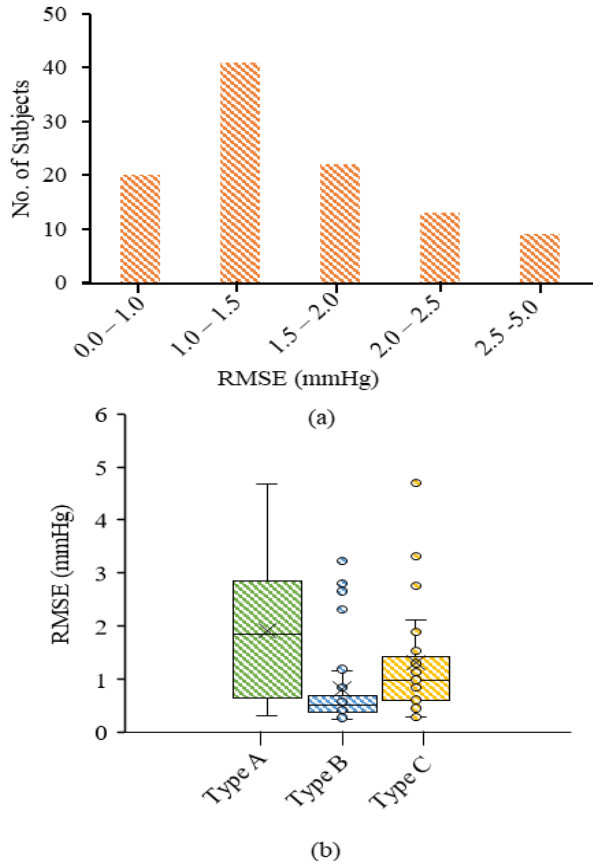 50
40
30
20
10
0
No. of Subjects
0.0 – 1.0
1.0 – 1.5
1.5 – 2.0
2.0 – 2.5
2.5 -5.0
RMSE (mmHg)
(a)
6
5
4
3
2
1
0
RMSE (mmHg)
Type A
Type B
Type C
(b)